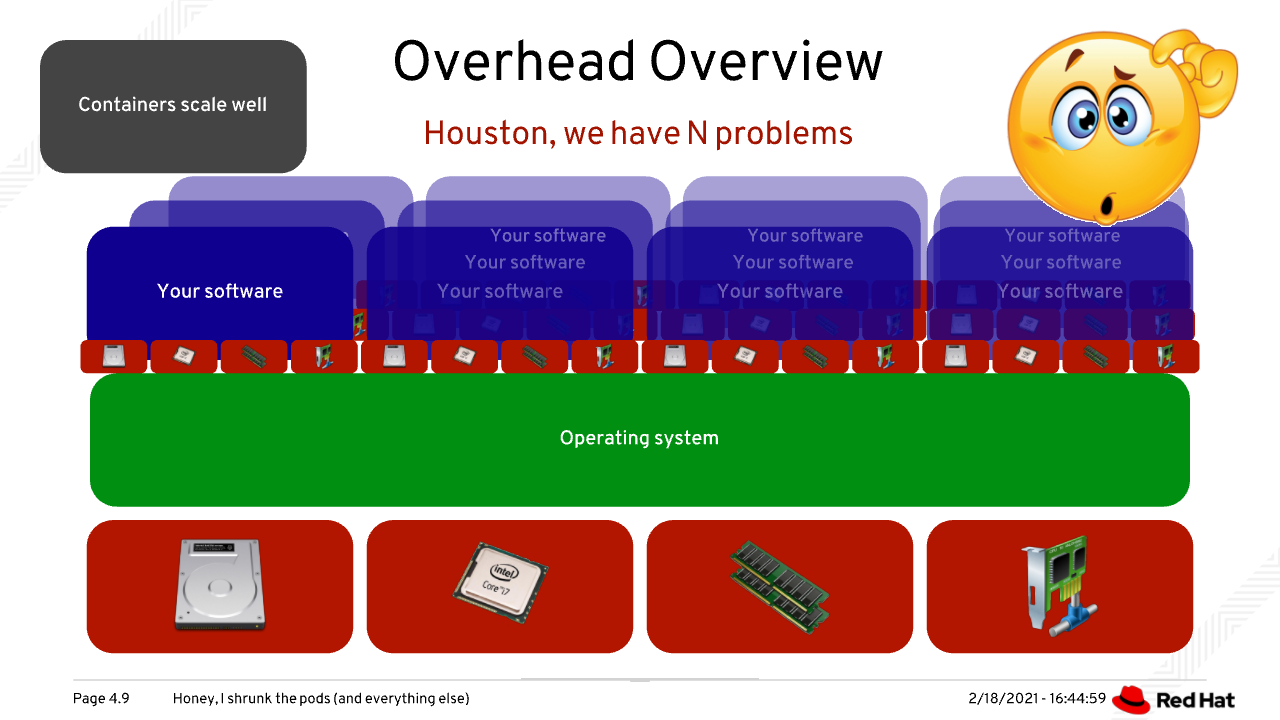 Overhead Overview
Containers scale well
Houston, we have N problems
Your software
Your software
Your software
Your software
Your software
Your software
Your software
Your software
Your software
Your software
Operating system
intel
Core i7
Page 4.9
Honey, I shrunk the pods (and everything else)
2/18/2021 - 16:44:59
Red Hat